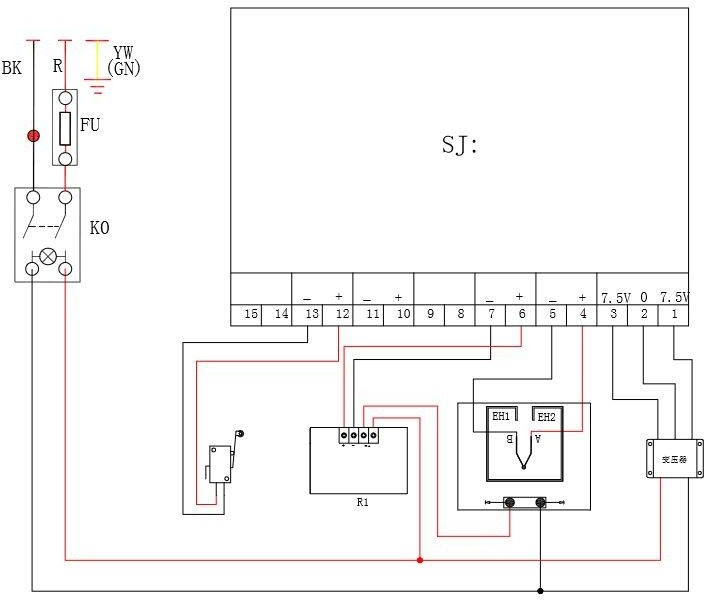 BK
R
YW
(GN)
FU
KO
SJ:
− + − + − + − + 7.5V 0 7.5V
15 14 13 12 11 10 9 8 7 6 5 4 3 2 1
EH1 EH2
B A
变压器
+ −
R1